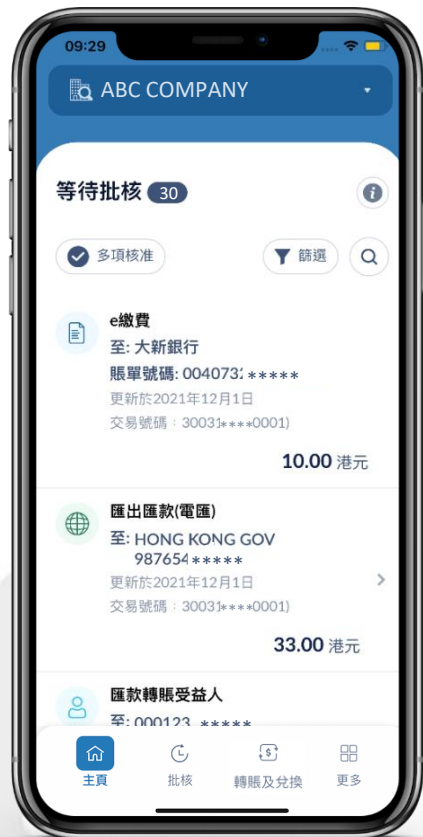 09:29
ABC COMPANY
等待批核 30
多項核准
篩選
e繳費
至: 大新銀行
賬單號碼: 0040732*****
更新於2021年12月1日
交易號碼：30031****0001)
10.00 港元
匯出匯款(電匯)
至: HONG KONG GOV
987654*****
更新於2021年12月1日
交易號碼：30031****0001)
33.00 港元
匯款轉賬受益人
至: 000123 *****
主頁
批核
轉賬及兌換
更多